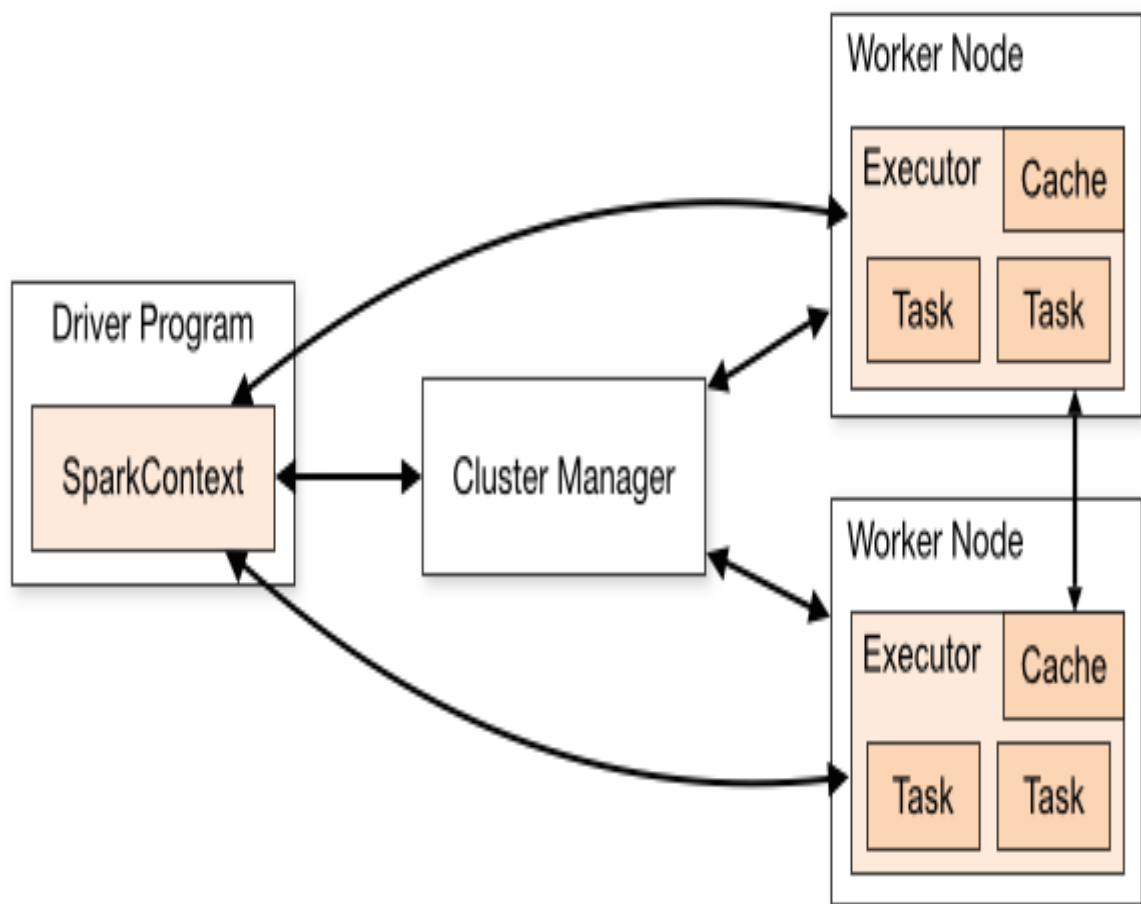 Driver Program
SparkContext
Cluster Manager
Worker Node
Executor
Cache
Task
Task
Worker Node
Executor
Cache
Task
Task